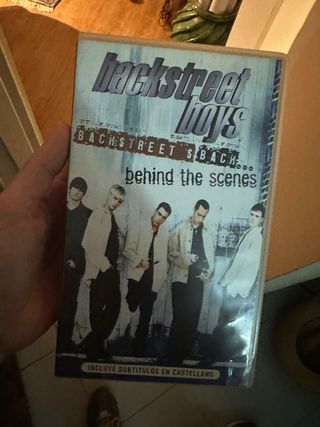 backstreet
boys
BACKSTREET'S BACK...
behind the scenes
INCLUYE SUBTITULOS EN CASTELLANO